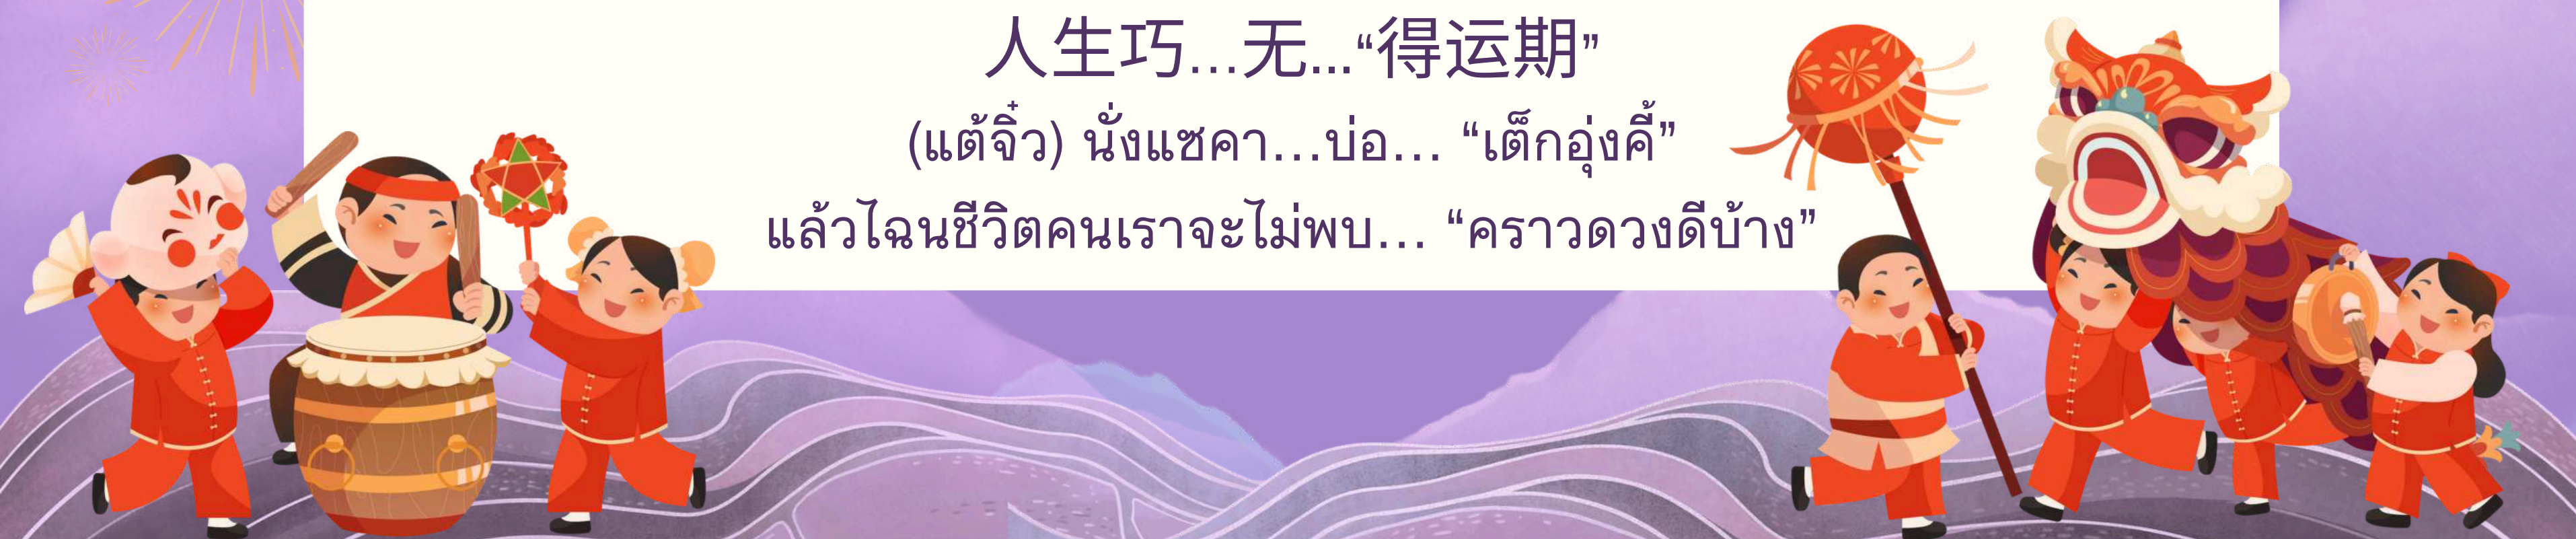 人生巧...无...“得运期”
(แต้จิ๋ว) นั่งแซคา...บ่อ... “เต็กอุ่งคี้”
แล้วไฉนชีวิตคนเราจะไม่พบ... “คราวดวงดีบ้าง”